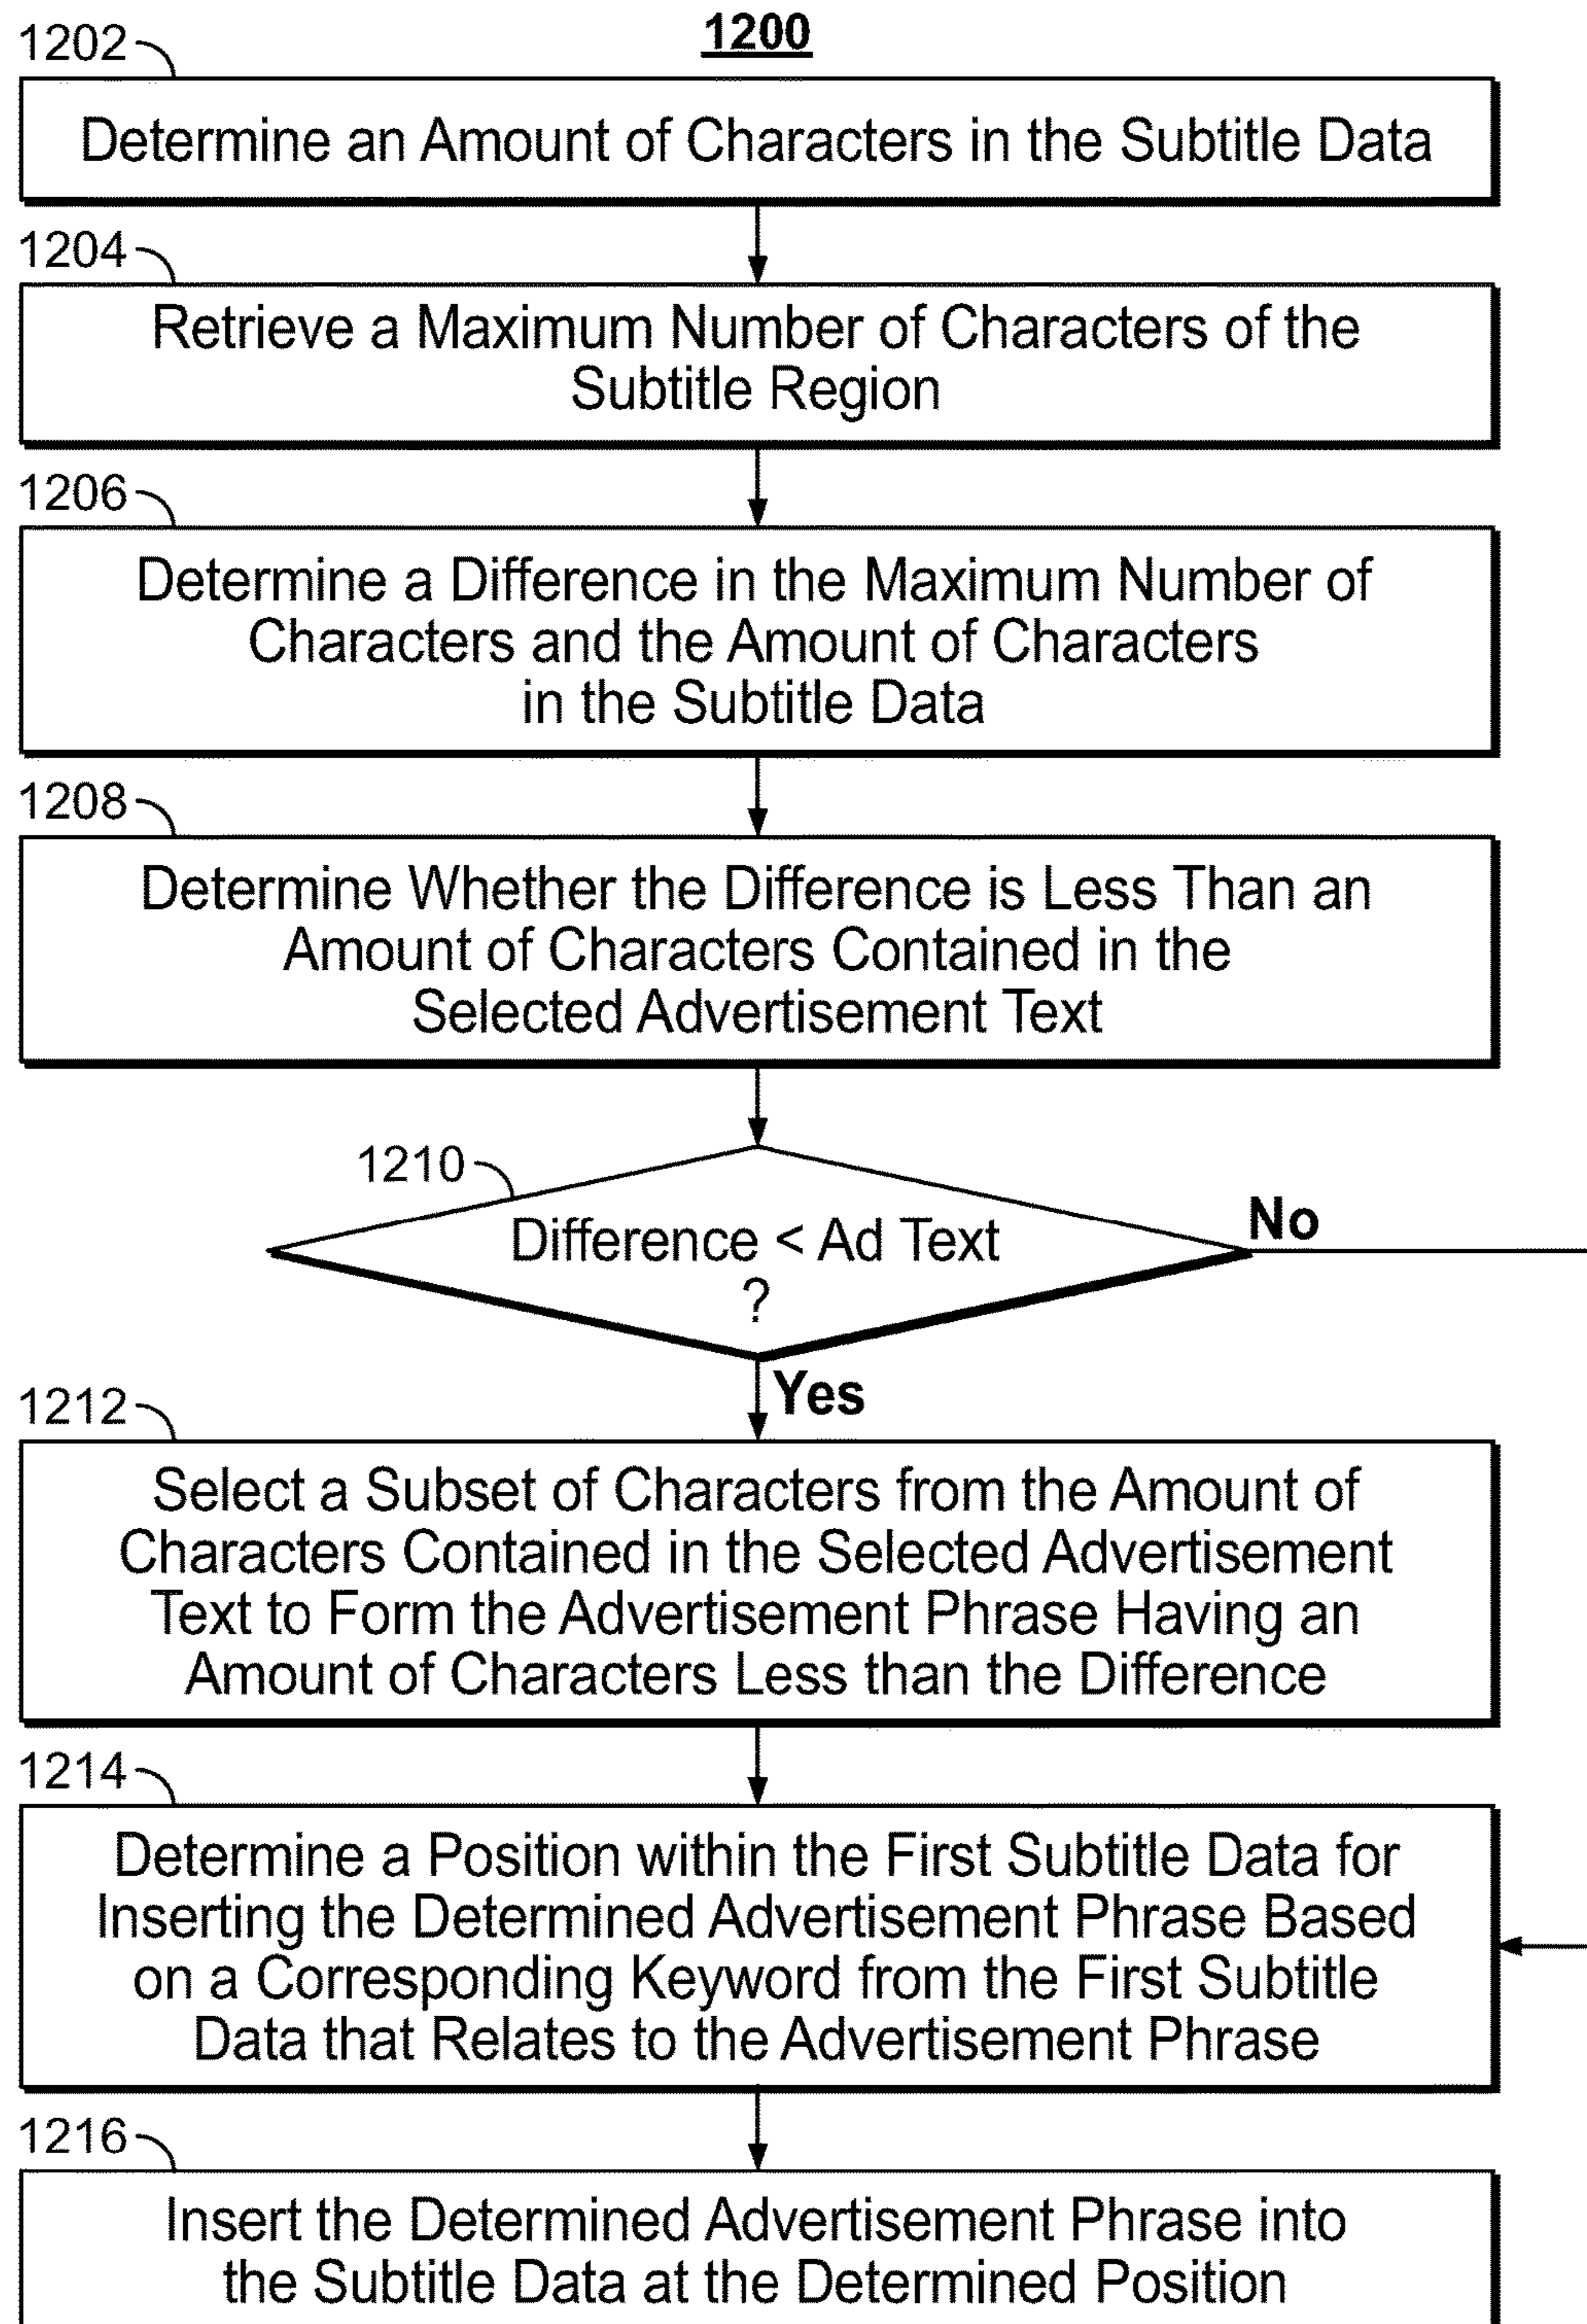 1200
1202
Determine an Amount of Characters in the Subtitle Data
1204
Retrieve a Maximum Number of Characters of the
Subtitle Region
1206
Determine a Difference in the Maximum Number of
Characters and the Amount of Characters
in the Subtitle Data
1208
Determine Whether the Difference is Less Than an
Amount of Characters Contained in the
Selected Advertisement Text
1210
Difference < Ad Text
?
No
Yes
1212
Select a Subset of Characters from the Amount of
Characters Contained in the Selected Advertisement
Text to Form the Advertisement Phrase Having an
Amount of Characters Less than the Difference
1214
Determine a Position within the First Subtitle Data for
Inserting the Determined Advertisement Phrase Based
on a Corresponding Keyword from the First Subtitle
Data that Relates to the Advertisement Phrase
1216
Insert the Determined Advertisement Phrase into
the Subtitle Data at the Determined Position